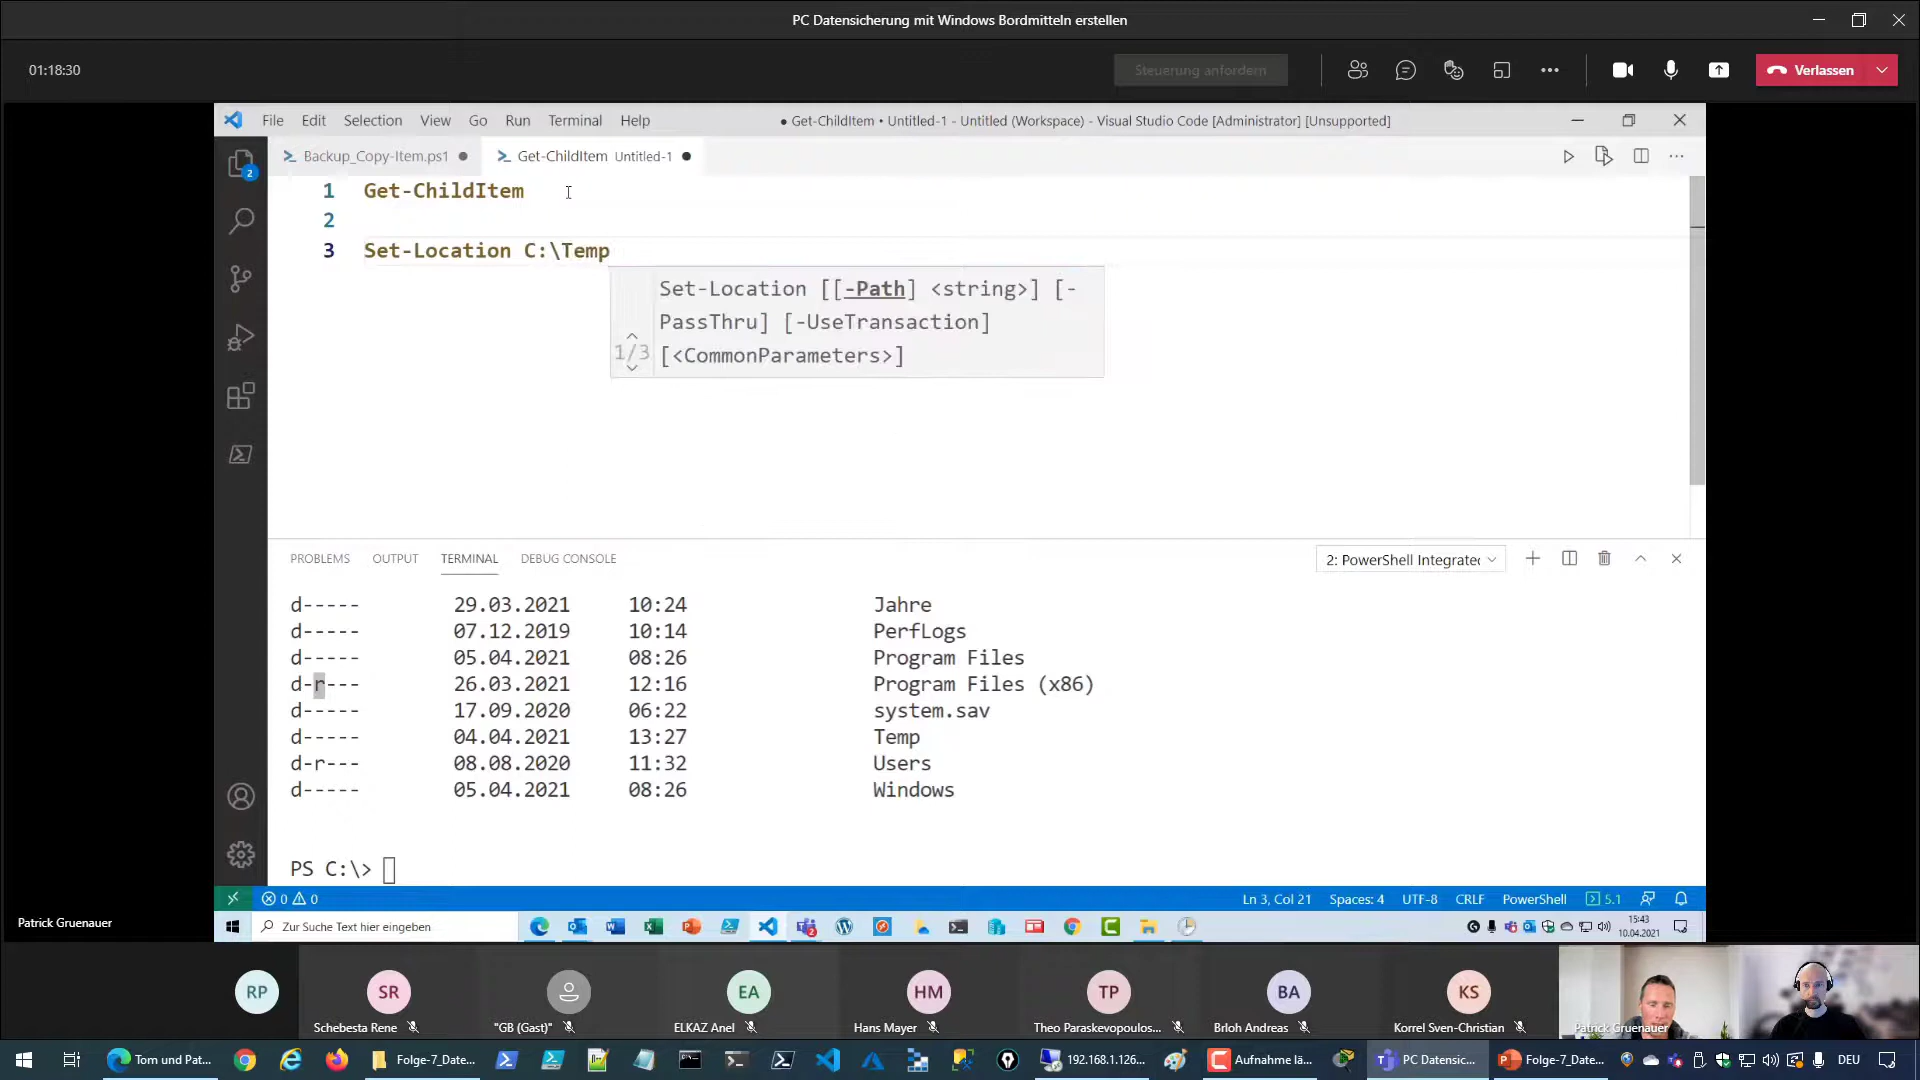 PC Datensicherung mit Windows Bordmitteln erstellen
01:18:30
Steuerung anfordern
Verlassen
File Edit Selection View Go Run Terminal Help
● Get-ChildItem • Untitled-1 - Untitled (Workspace) - Visual Studio Code [Administrator] [Unsupported]
Backup_Copy-Item.ps1
Get-ChildItem Untitled-1
2
1 Get-ChildItem
2
3 Set-Location C:\Temp
Set-Location [[-Path] <string>] [-
PassThru] [-UseTransaction]
1/3 [<CommonParameters>]
PROBLEMS OUTPUT TERMINAL DEBUG CONSOLE
2: PowerShell Integrated
d----- 29.03.2021 10:24 Jahre
d----- 07.12.2019 10:14 PerfLogs
d----- 05.04.2021 08:26 Program Files
d-r--- 26.03.2021 12:16 Program Files (x86)
d----- 17.09.2020 06:22 system.sav
d----- 04.04.2021 13:27 Temp
d-r--- 08.08.2020 11:32 Users
d----- 05.04.2021 08:26 Windows
PS C:\>
0 0
Ln 3, Col 21 Spaces: 4 UTF-8 CRLF PowerShell 5.1
Patrick Gruenauer
Zur Suche Text hier eingeben
15:43
10.04.2021
RP
SR
EA
HM
TP
BA
KS
Schebesta Rene
"GB (Gast)"
ELKAZ Anel
Hans Mayer
Theo Paraskevopoulos...
Brloh Andreas
Korrel Sven-Christian
Patrick Gruenauer
Tom und Pat...
Folge-7_Date...
192.168.1.126...
Aufnahme lä...
PC Datensic...
Folge-7_Date...
DEU